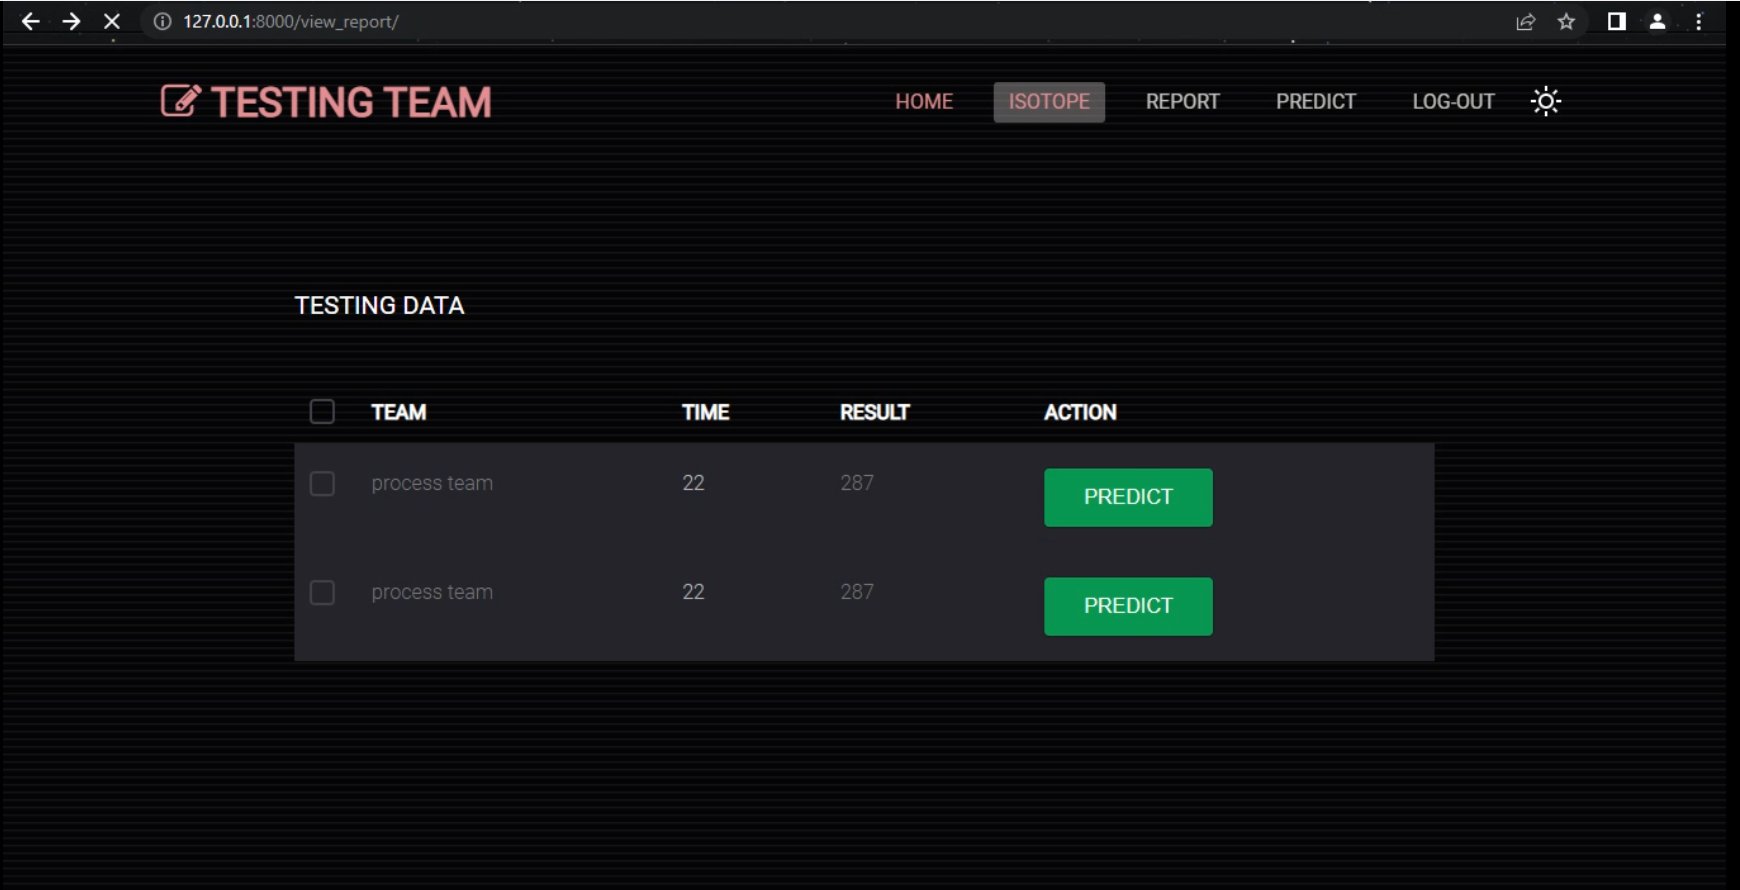 127.0.0.1:8000/view_report/
TESTING TEAM
HOME ISOTOPE REPORT PREDICT LOG-OUT
TESTING DATA
TEAM TIME RESULT ACTION
process team 22 287 PREDICT
process team 22 287 PREDICT